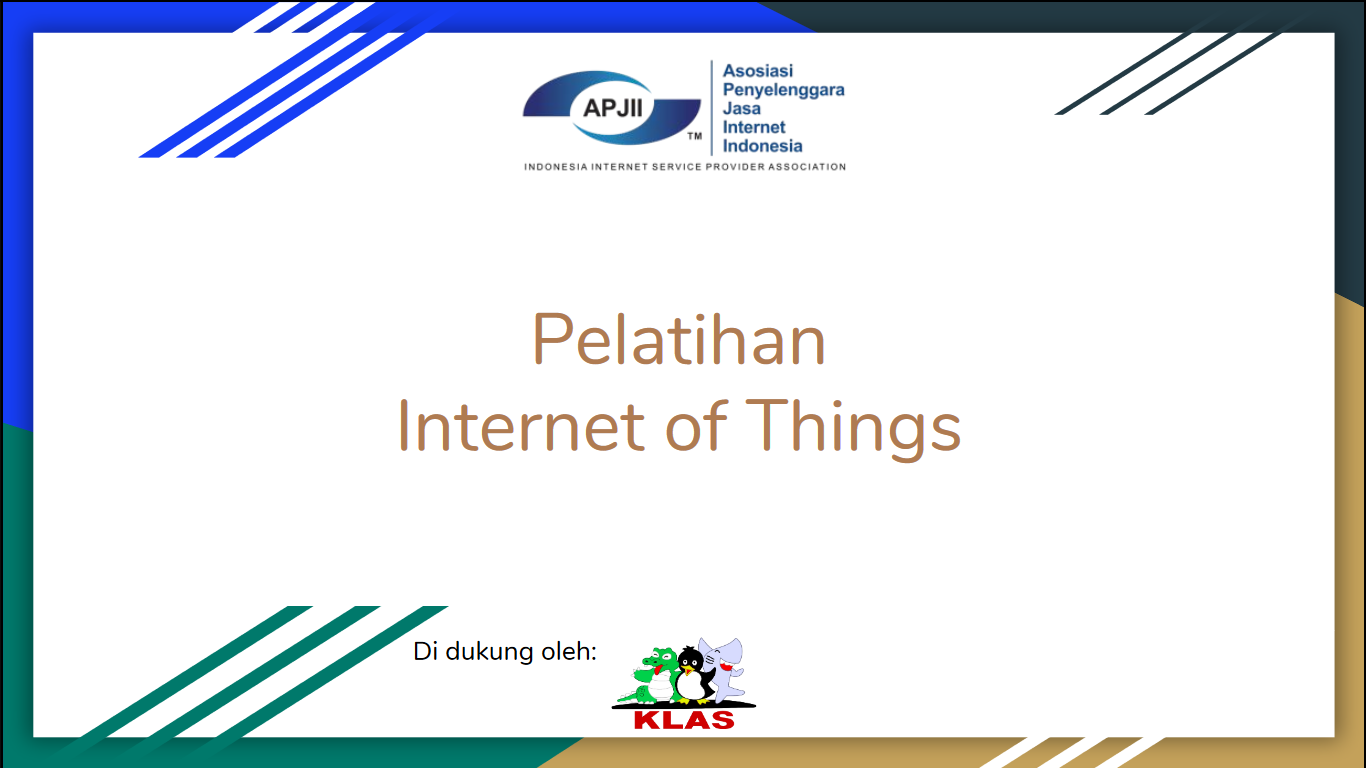 APJII
TM
Asosiasi
Penyelenggara
Jasa
Internet
Indonesia
INDONESIA INTERNET SERVICE PROVIDER ASSOCIATION
Pelatihan
Internet of Things
Di dukung oleh:
KLAS